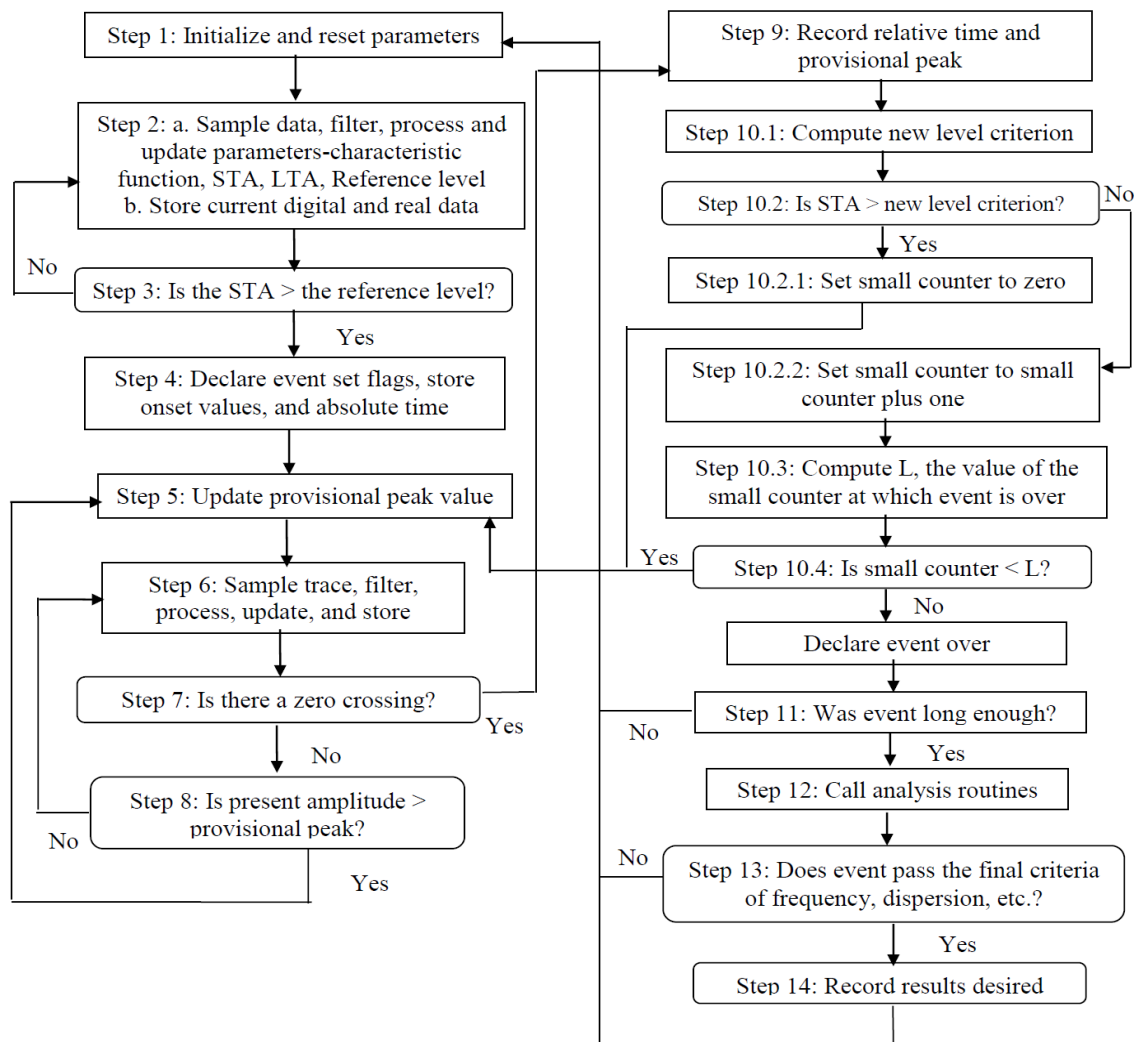 Step 1: Initialize and reset parameters
Step 2: a. Sample data, filter, process and
update parameters-characteristic
function, STA, LTA, Reference level
b. Store current digital and real data
No
Step 3: Is the STA > the reference level?
Yes
Step 4: Declare event set flags, store
onset values, and absolute time
Step 5: Update provisional peak value
Step 6: Sample trace, filter,
process, update, and store
Step 7: Is there a zero crossing?
Yes
No
Step 8: Is present amplitude >
provisional peak?
No
Yes
Step 9: Record relative time and
provisional peak
Step 10.1: Compute new level criterion
Step 10.2: Is STA > new level criterion?
No
Yes
Step 10.2.1: Set small counter to zero
Step 10.2.2: Set small counter to small
counter plus one
Step 10.3: Compute L, the value of the
small counter at which event is over
Yes
Step 10.4: Is small counter < L?
No
Declare event over
Step 11: Was event long enough?
No
Yes
Step 12: Call analysis routines
No
Step 13: Does event pass the final criteria
of frequency, dispersion, etc.?
Yes
Step 14: Record results desired